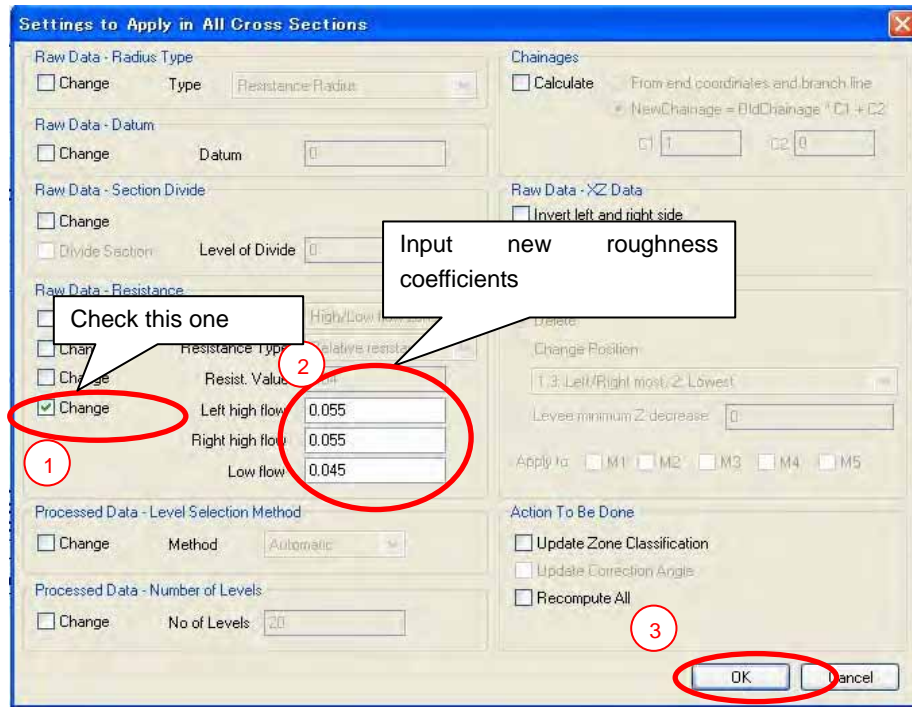 Settings to Apply in All Cross Sections
Raw Data - Radius Type
Change Type Resistance Radius
Raw Data - Datum
Change Datum 0
Raw Data - Section Divide
Change
Divide Section Level of Divide 0
Raw Data - Resistance
High/Low flow
Check this one
Resistance Type Relative
Change Resist. Value
Change Left high flow 0.055
Right high flow 0.055
Low flow 0.045
1
2
Processed Data - Level Selection Method
Change Method Automatic
Processed Data - Number of Levels
Change No of Levels 20
Chainages
Calculate From end coordinates and branch line
NewChainage = OldChainage * C1 + C2
C1 1 C2 0
Raw Data - XZ Data
Invert left and right side
Input new roughness
coefficients
Delete
Change Position
1,3: Left/Right most, 2: Lowest
Levee minimum Z decrease 0
Apply to M1 M2 M3 M4 M5
Action To Be Done
Update Zone Classification
Update Correction Angle
Recompute All
3
OK Cancel